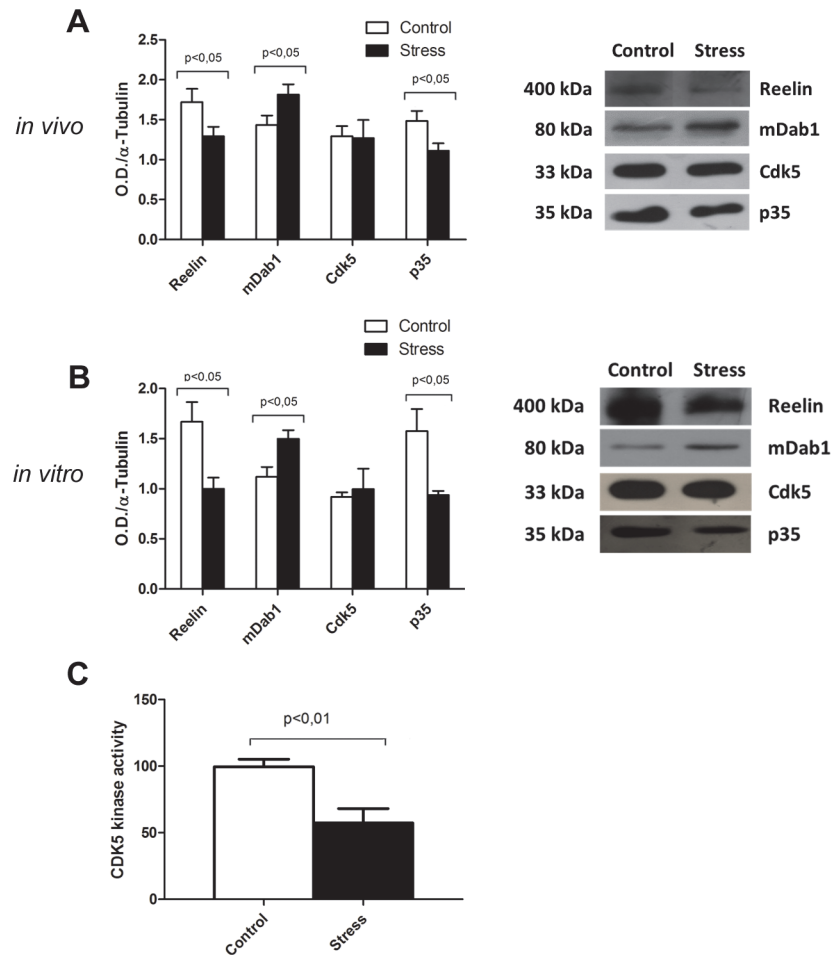 A
in vivo
O.D./α-Tubulin
2.5
2.0
1.5
1.0
0.5
0.0
Control
Stress
p<0,05
p<0,05
p<0,05
Reelin
mDab1
Cdk5
p35
Control Stress
400 kDa Reelin
80 kDa mDab1
33 kDa Cdk5
35 kDa p35
B
in vitro
O.D./α-Tubulin
2.0
1.5
1.0
0.5
0.0
Control
Stress
p<0.05
p<0,05
p<0,05
Reelin
mDab1
Cdk5
p35
Control Stress
400 kDa Reelin
80 kDa mDab1
33 kDa Cdk5
35 kDa p35
C
CDK5 kinase activity
150
100
50
0
p<0,01
Control
Stress